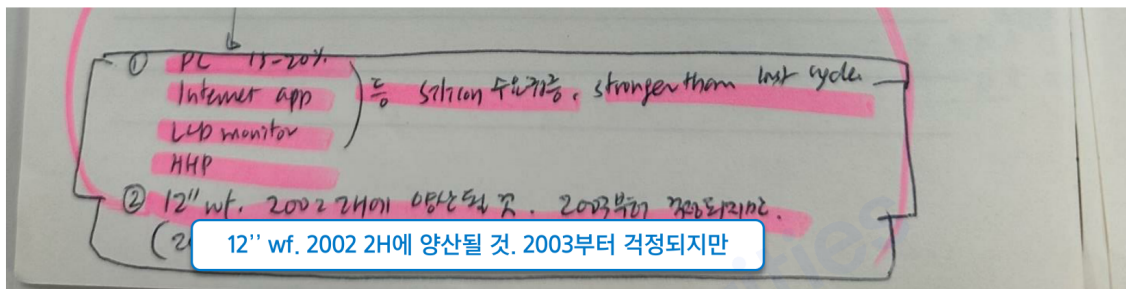 ① PC 15-20%.
Internet app
LCD monitor
HHP
등 silicon 수요급증. stronger than last cycle.
② 12" wf. 2002 2H에 양산될 것. 2003부터 걱정되지만.
(2
12'' wf. 2002 2H에 양산될 것. 2003부터 걱정되지만